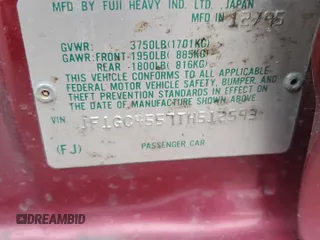 MFD BY FUJI HEAVY IND. LTD., JAPAN
MFD IN 12/95
GVWR: 3750LB(1701KG)
GAWR:FRONT-1950LB( 885KG)
REAR -1800LB( 816KG)
THIS VEHICLE CONFORMS TO ALL APPLICABLE
FEDERAL MOTOR VEHICLE SAFETY, BUMPER, AND
THEFT PREVENTION STANDARDS IN EFFECT ON
THE DATE OF MANUFACTURE SHOWN ABOVE.
VIN
(FJ) PASSENGER CAR
DREAMBID